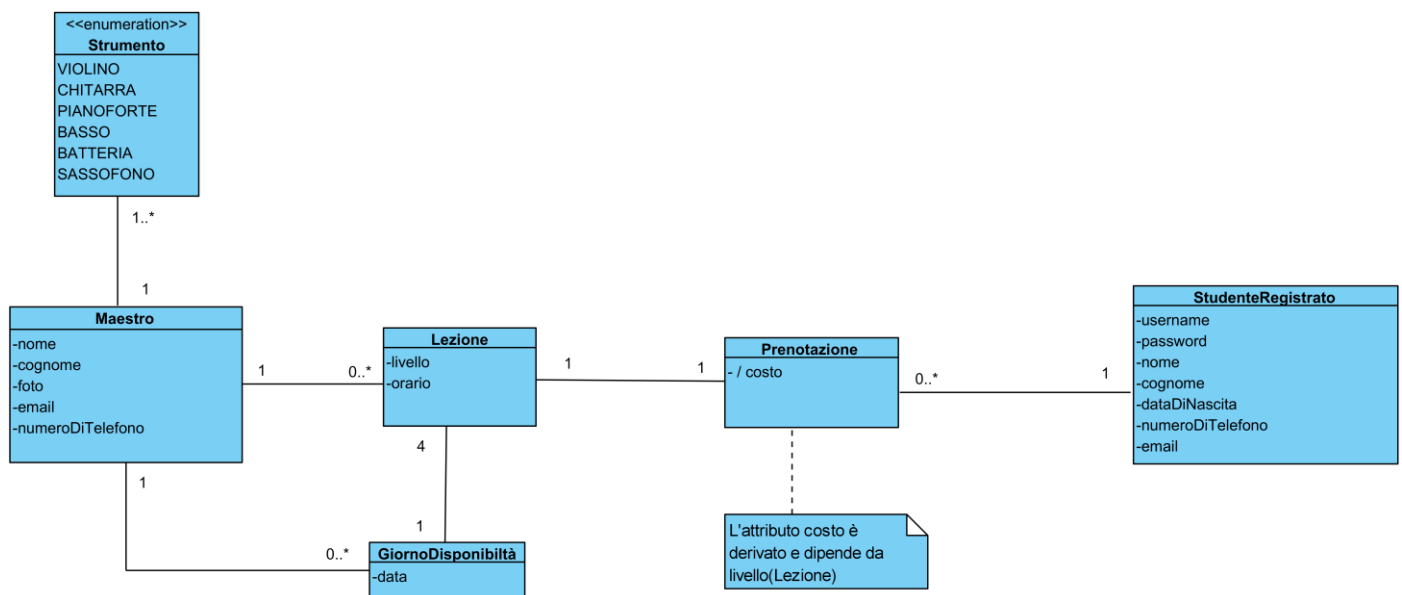 <<enumeration>>
Strumento
VIOLINO
CHITARRA
PIANOFORTE
BASSO
BATTERIA
SASSOFONO
1..*
1
Maestro
-nome
-cognome
-foto
-email
-numeroDiTelefono
1
0..*
Lezione
-livello
-orario
1
1
Prenotazione
- / costo
0..*
1
StudenteRegistrato
-username
-password
-nome
-cognome
-dataDiNascita
-numeroDiTelefono
-email
1
0..*
4
1
GiornoDisponibiltà
-data
L'attributo costo è
derivato e dipende da
livello(Lezione)